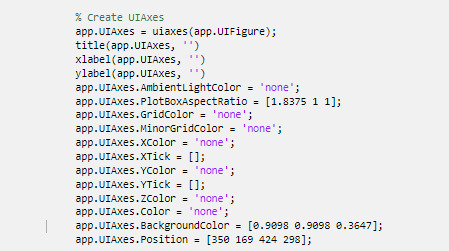 % Create UIAxes
app.UIAxes = uiaxes(app.UIFigure);
title(app.UIAxes, '')
xlabel(app.UIAxes, '')
ylabel(app.UIAxes, '')
app.UIAxes.AmbientLightColor = 'none';
app.UIAxes.PlotBoxAspectRatio = [1.8375 1 1];
app.UIAxes.GridColor = 'none';
app.UIAxes.MinorGridColor = 'none';
app.UIAxes.XColor = 'none';
app.UIAxes.XTick = [];
app.UIAxes.YColor = 'none';
app.UIAxes.YTick = [];
app.UIAxes.ZColor = 'none';
app.UIAxes.Color = 'none';
app.UIAxes.BackgroundColor = [0.9098 0.9098 0.3647];
app.UIAxes.Position = [350 169 424 298];